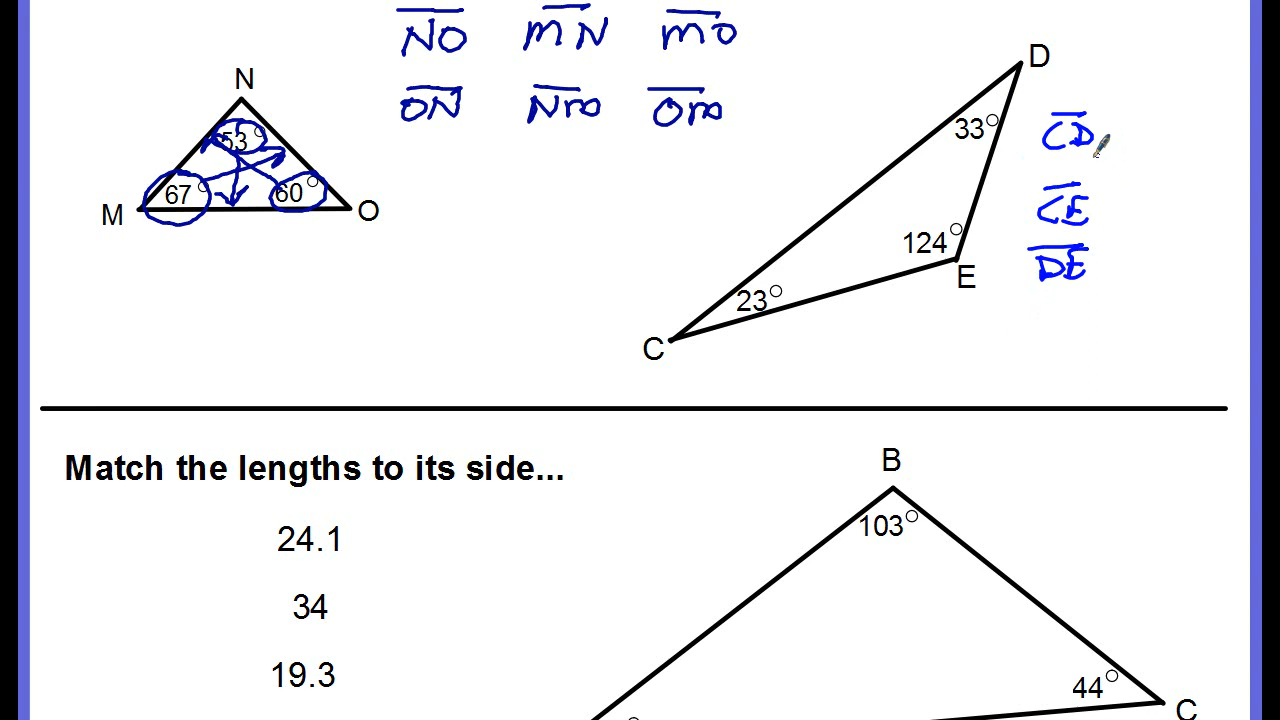 NO MN MO
ON NM OM
N
53°
67° 60°
M O
D
33°
CD
CE
124°
DE
E
23°
C
Match the lengths to its side...
24.1
34
19.3
B
103°
44°
C